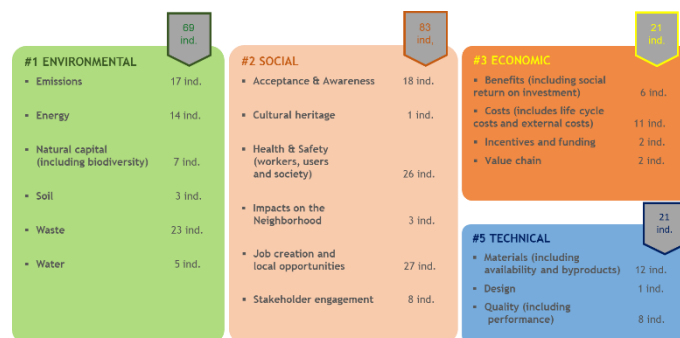 69
ind.
#1 ENVIRONMENTAL
▪ Emissions 17 ind.
▪ Energy 14 ind.
▪ Natural capital
(including biodiversity) 7 ind.
▪ Soil 3 ind.
▪ Waste 23 ind.
▪ Water 5 ind.
83
ind,
#2 SOCIAL
▪ Acceptance & Awareness 18 ind.
▪ Cultural heritage 1 ind.
▪ Health & Safety
(workers, users
and society) 26 ind.
▪ Impacts on the
Neighborhood 3 ind.
▪ Job creation and
local opportunities 27 ind.
▪ Stakeholder engagement 8 ind.
21
ind.
#3 ECONOMIC
▪ Benefits (including social
return on investment) 6 ind.
▪ Costs (includes life cycle
costs and external costs) 11 ind.
▪ Incentives and funding 2 ind.
▪ Value chain 2 ind.
21
ind.
#5 TECHNICAL
▪ Materials (including
availability and byproducts) 12 ind.
▪ Design 1 ind.
▪ Quality (including
performance) 8 ind.